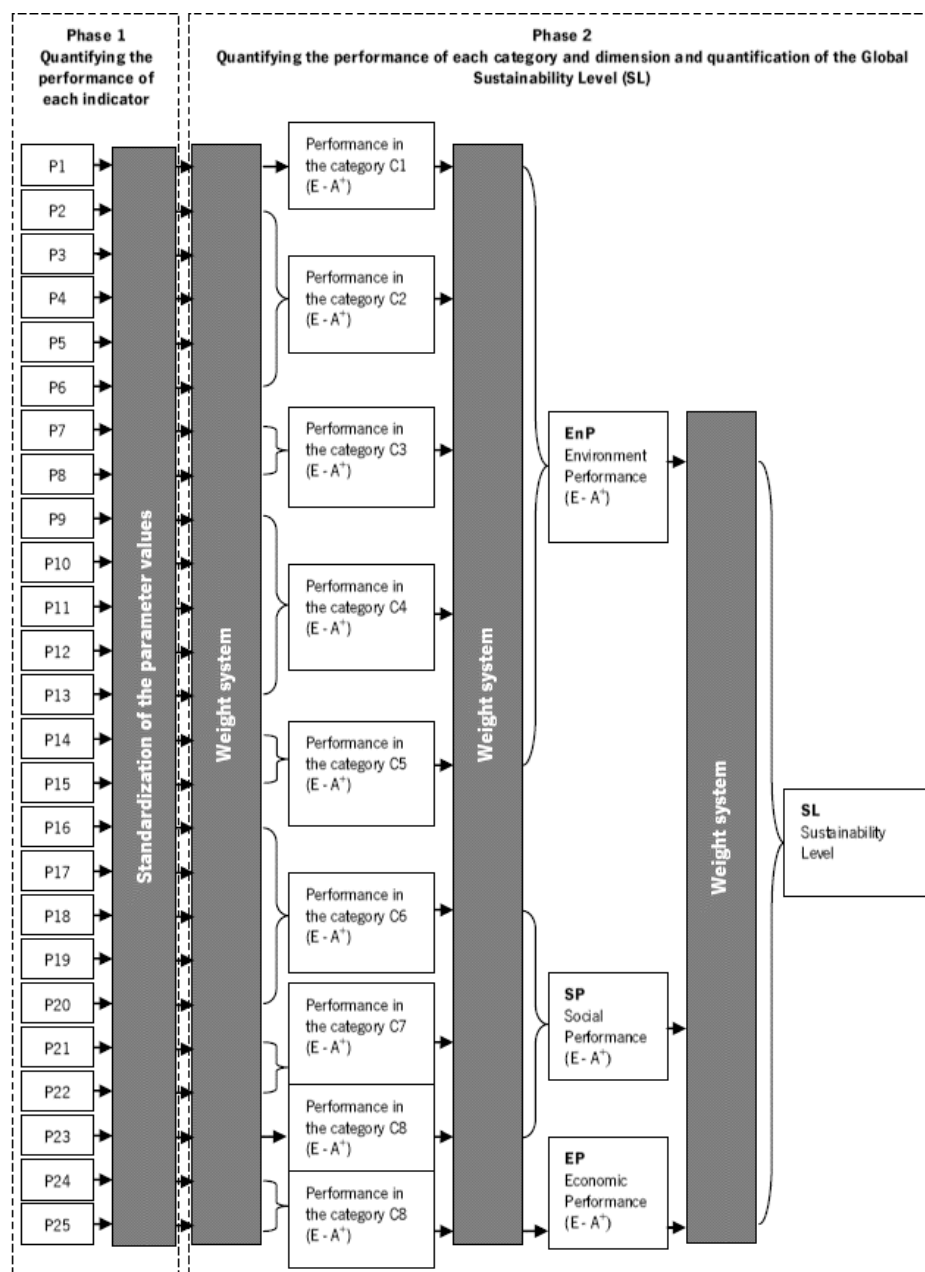 Phase 1
Quantifying the
performance of
each indicator
Phase 2
Quantifying the performance of each category and dimension and quantification of the Global
Sustainability Level (SL)
P1
P2
P3
P4
P5
P6
P7
P8
P9
P10
P11
P12
P13
P14
P15
P16
P17
P18
P19
P20
P21
P22
P23
P24
P25
Standardization of the parameter values
Weight system
Performance in
the category C1
(E - A⁺)
Performance in
the category C2
(E - A⁺)
Performance in
the category C3
(E - A⁺)
Performance in
the category C4
(E - A⁺)
Performance in
the category C5
(E - A⁺)
Performance in
the category C6
(E - A⁺)
Performance in
the category C7
(E - A⁺)
Performance in
the category C8
(E - A⁺)
Performance in
the category C8
(E - A⁺)
Weight system
EnP
Environment
Performance
(E - A⁺)
SP
Social
Performance
(E - A⁺)
EP
Economic
Performance
(E - A⁺)
Weight system
SL
Sustainability
Level